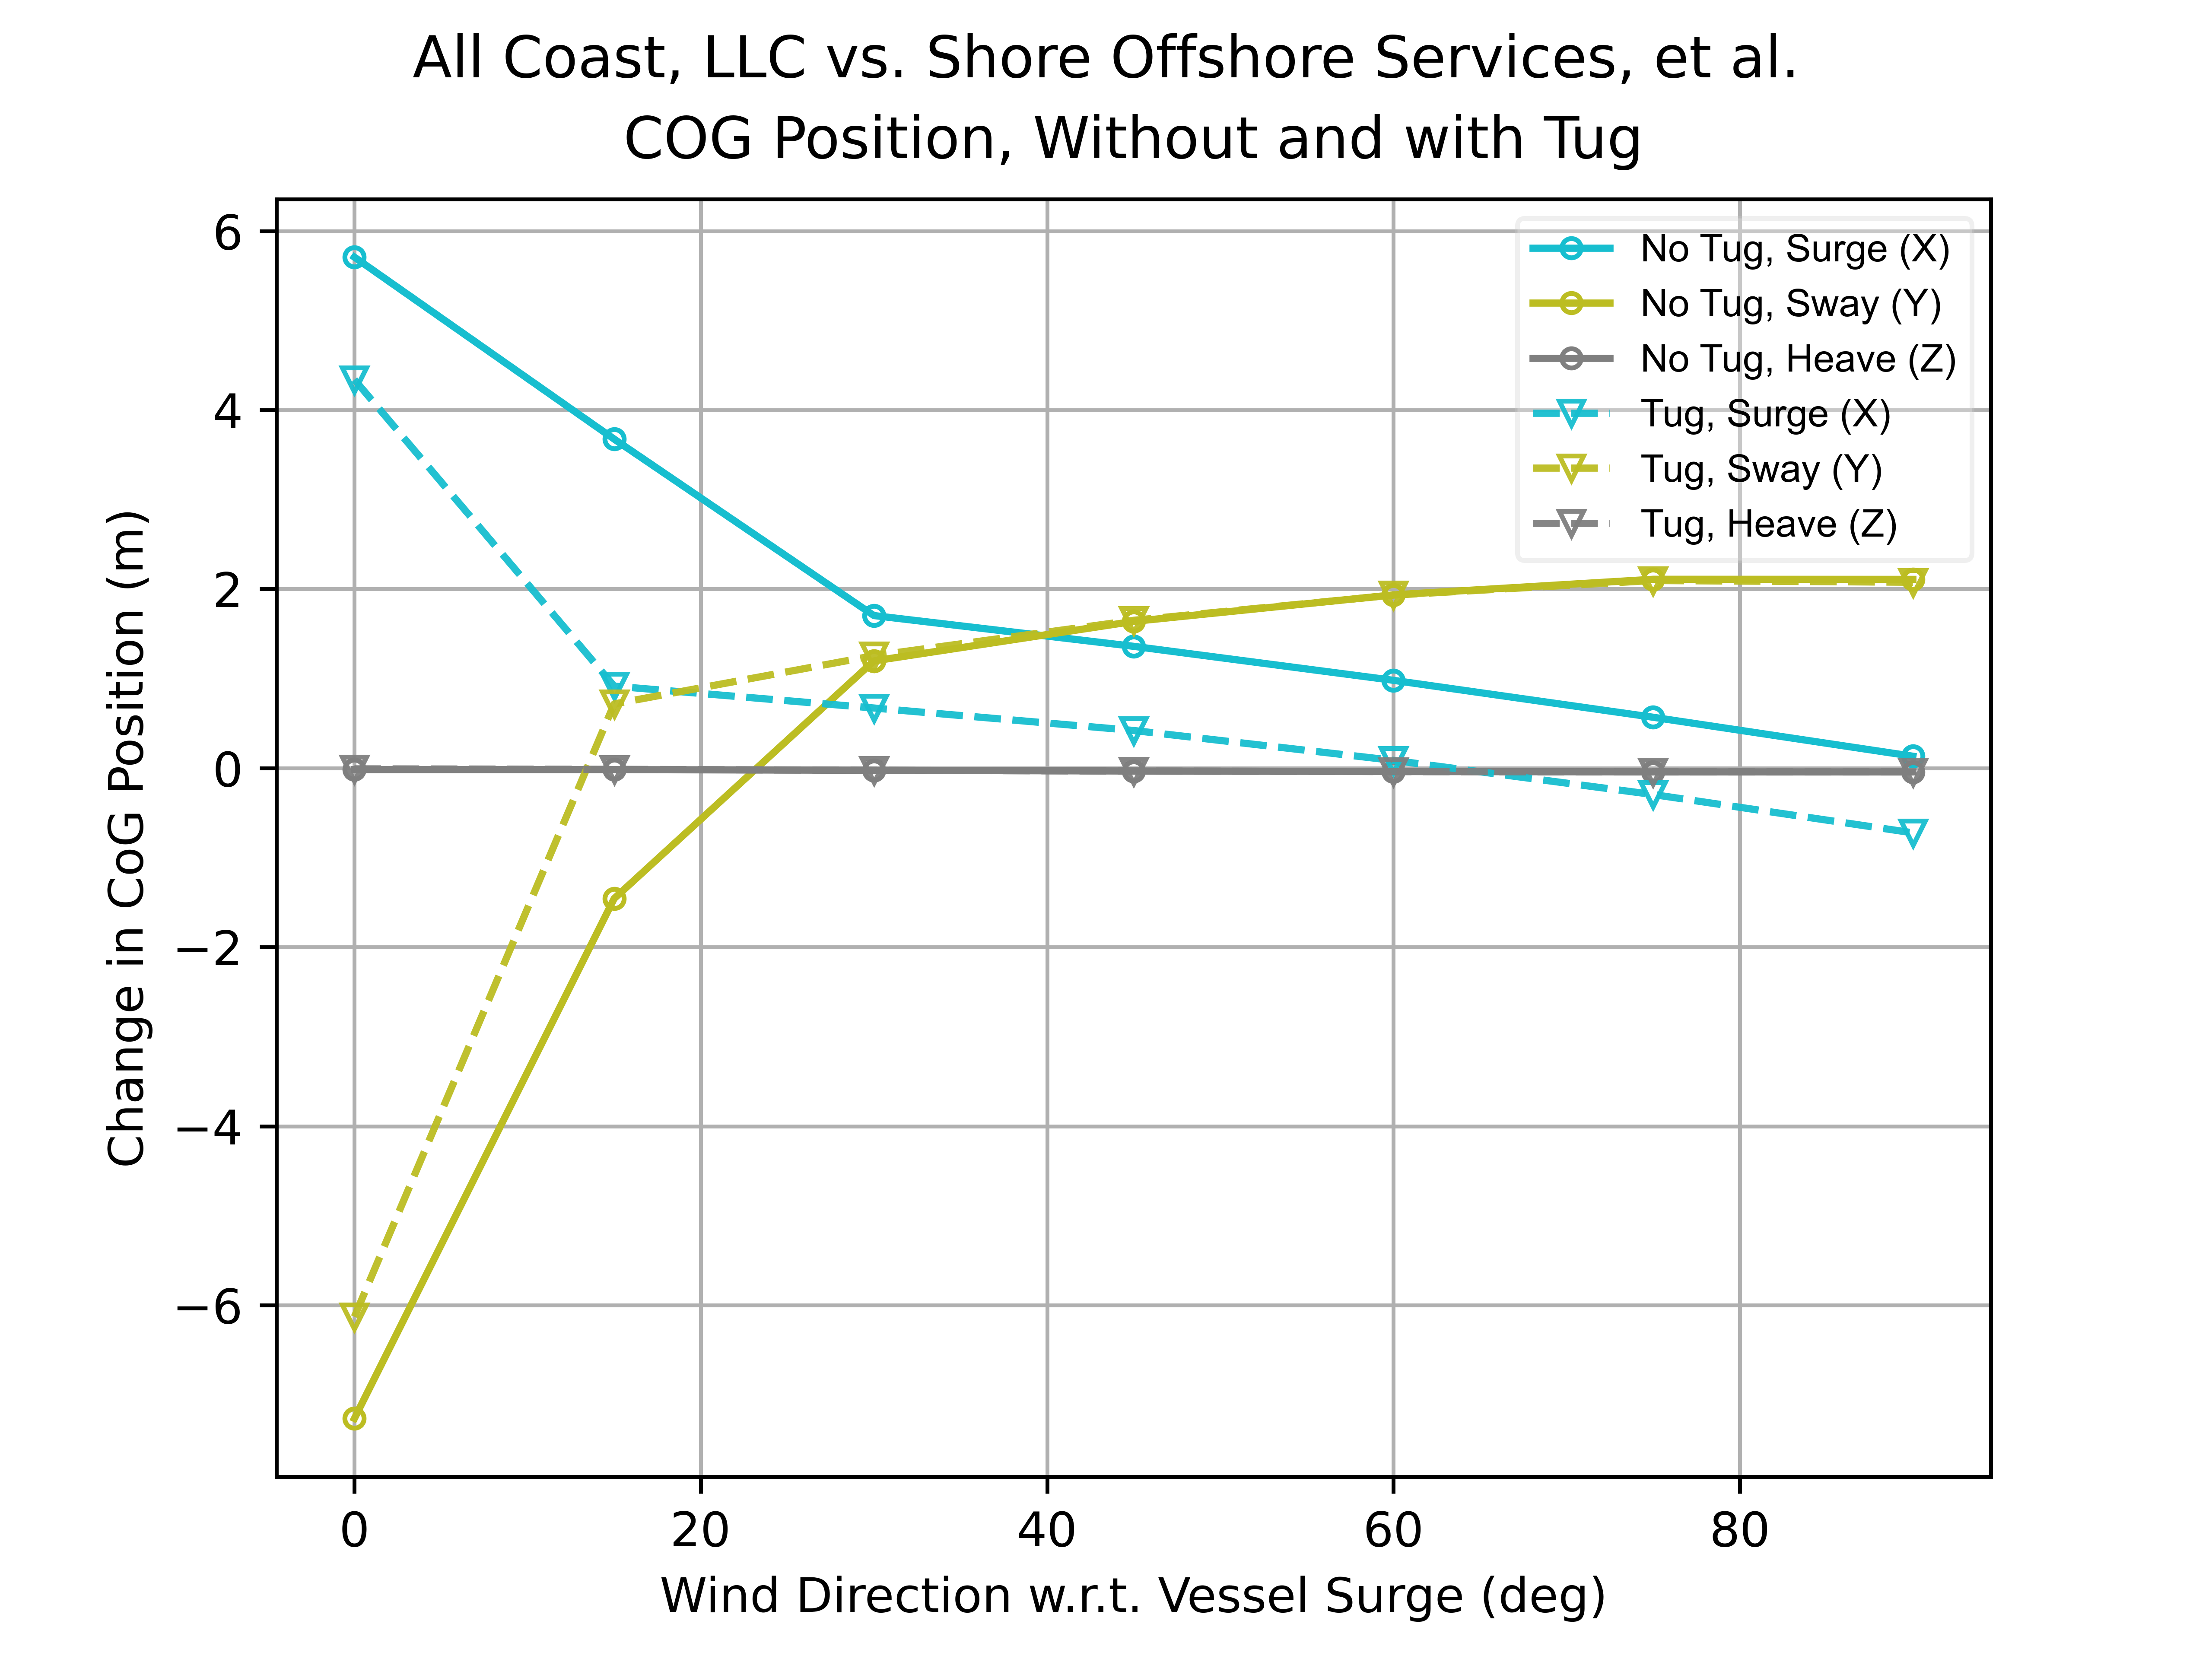 All Coast, LLC vs. Shore Offshore Services, et al.
COG Position, Without and with Tug
6
4
2
0
−2
−4
−6
Change in CoG Position (m)
No Tug, Surge (X)
No Tug, Sway (Y)
No Tug, Heave (Z)
Tug, Surge (X)
Tug, Sway (Y)
Tug, Heave (Z)
0 20 40 60 80
Wind Direction w.r.t. Vessel Surge (deg)